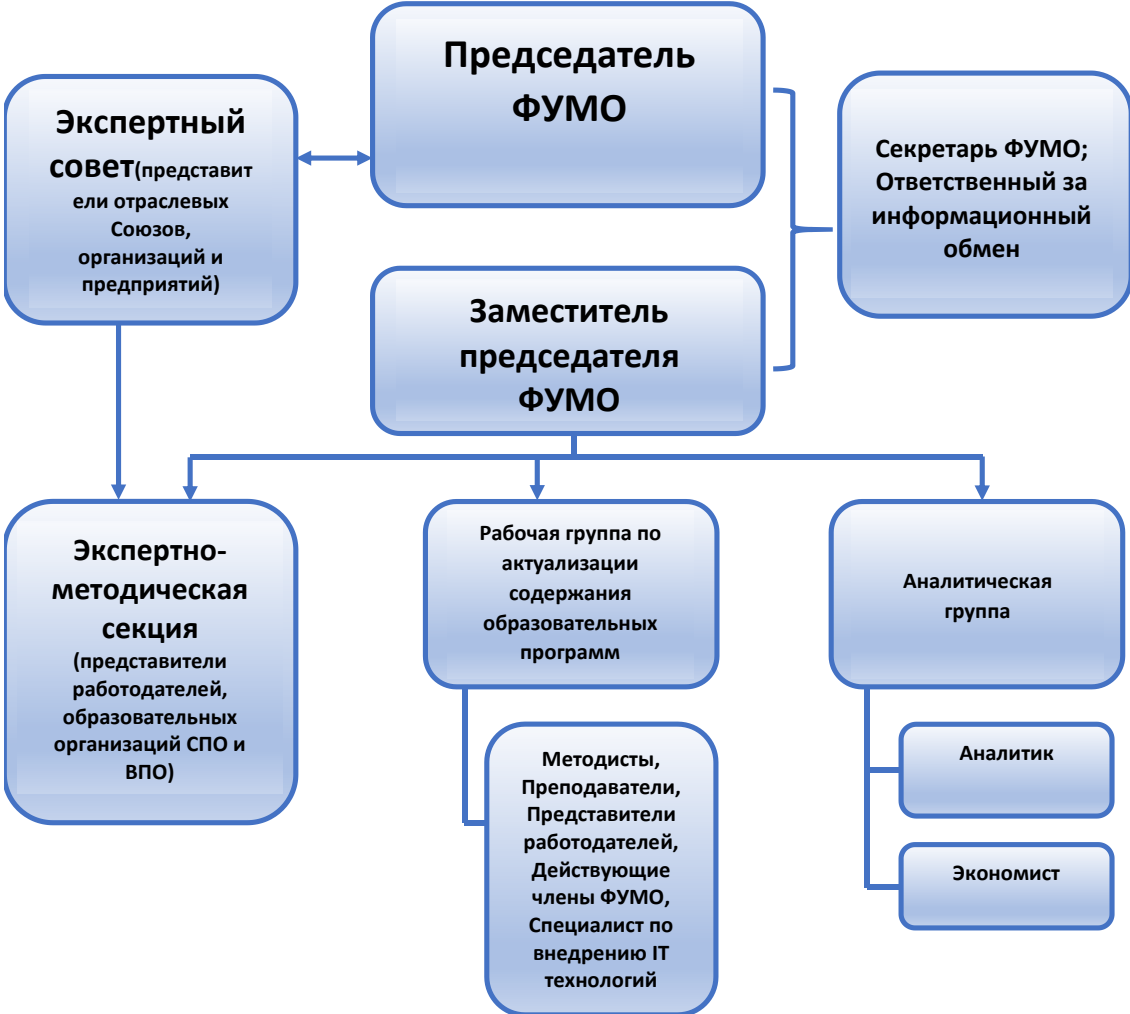 Председатель
ФУМО
Экспертный
совет(представит
ели отраслевых
Союзов,
организаций и
предприятий)
Секретарь ФУМО;
Ответственный за
информационный
обмен
Заместитель
председателя
ФУМО
Экспертно-
методическая
секция
(представители
работодателей,
образовательных
организаций СПО и
ВПО)
Рабочая группа по
актуализации
содержания
образовательных
программ
Аналитическая
группа
Методисты,
Преподаватели,
Представители
работодателей,
Действующие
члены ФУМО,
Специалист по
внедрению IT
технологий
Аналитик
Экономист